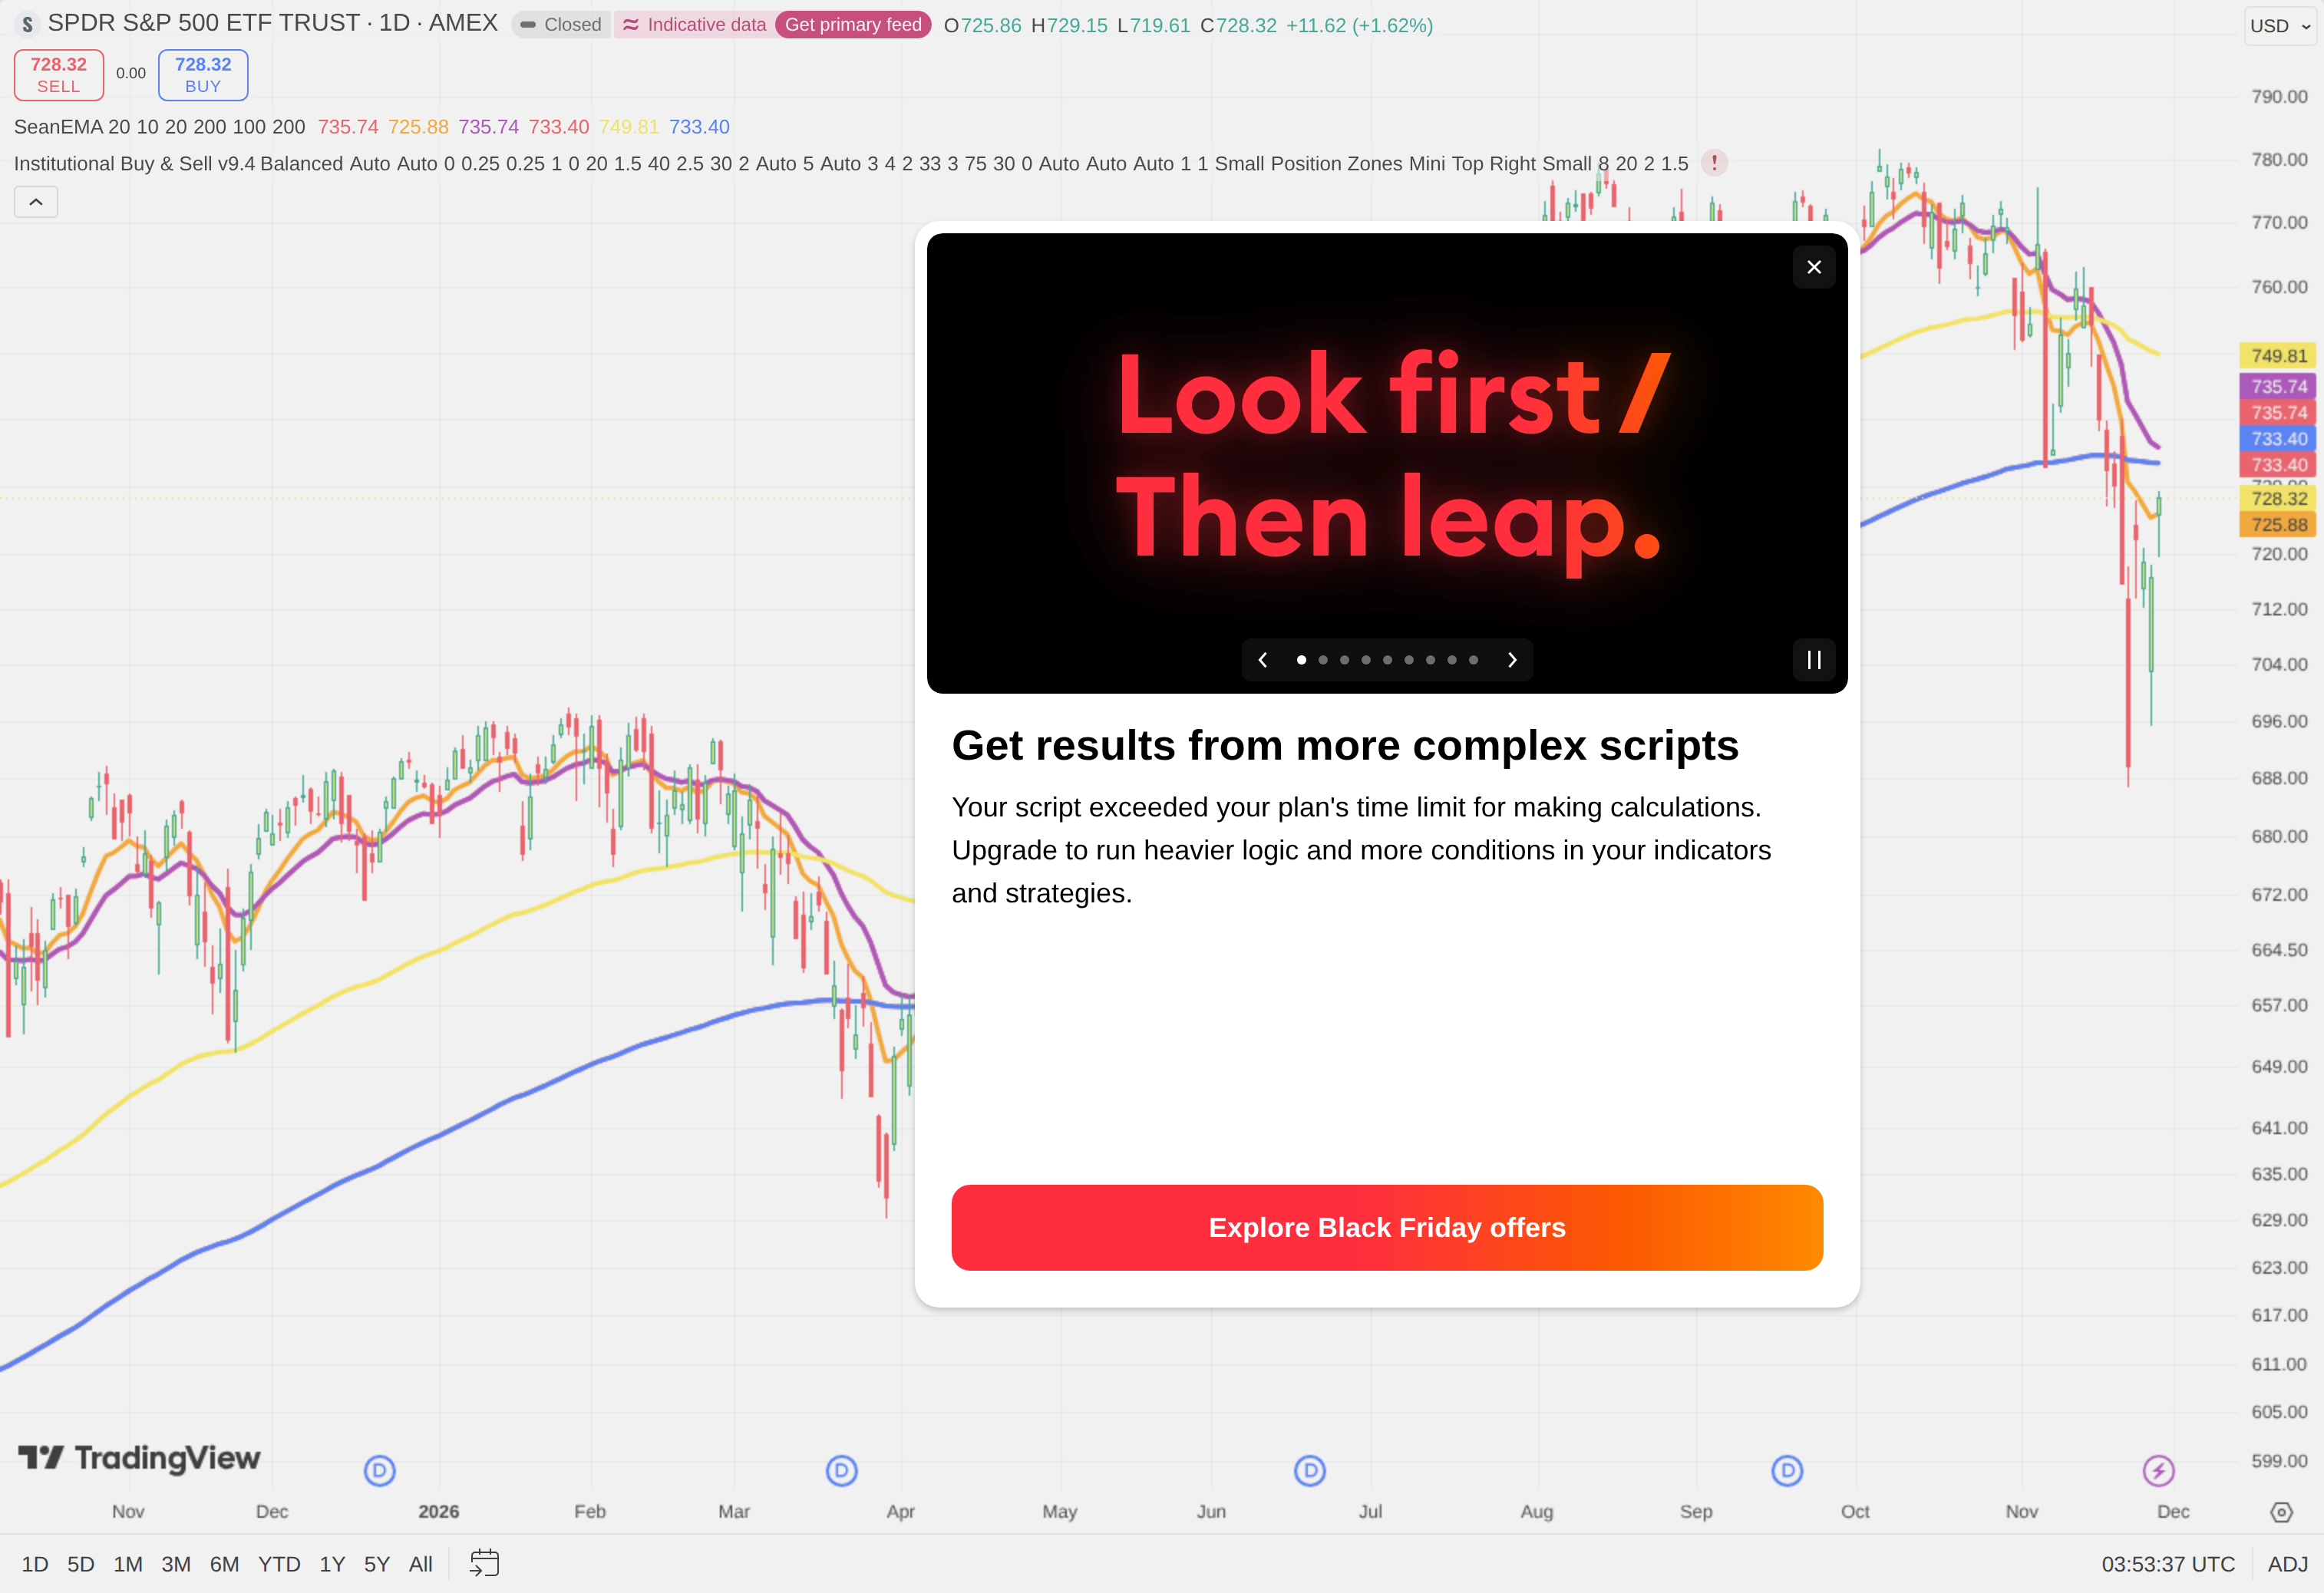 S SPDR S&P 500 ETF TRUST · 1D · AMEX Closed Indicative data Get primary feed O725.86 H729.15 L719.61 C728.32 +11.62 (+1.62%) USD
728.32 SELL 0.00 728.32 BUY
SeanEMA 20 10 20 200 100 200 735.74 725.88 735.74 733.40 749.81 733.40
Institutional Buy & Sell v9.4 Balanced Auto Auto 0 0.25 0.25 1 0 20 1.5 40 2.5 30 2 Auto 5 Auto 3 4 2 33 3 75 30 0 Auto Auto Auto 1 1 Small Position Zones Mini Top Right Small 8 20 2 1.5 !
Look first /
Then leap.
Get results from more complex scripts
Your script exceeded your plan's time limit for making calculations.
Upgrade to run heavier logic and more conditions in your indicators
and strategies.
Explore Black Friday offers
790.00
780.00
770.00
760.00
749.81
735.74
735.74
733.40
733.40
728.32
725.88
720.00
712.00
704.00
696.00
688.00
680.00
672.00
664.50
657.00
649.00
641.00
635.00
629.00
623.00
617.00
611.00
605.00
599.00
TradingView
D D D D
Nov Dec 2026 Feb Mar Apr May Jun Jul Aug Sep Oct Nov Dec
1D 5D 1M 3M 6M YTD 1Y 5Y All 03:53:37 UTC ADJ